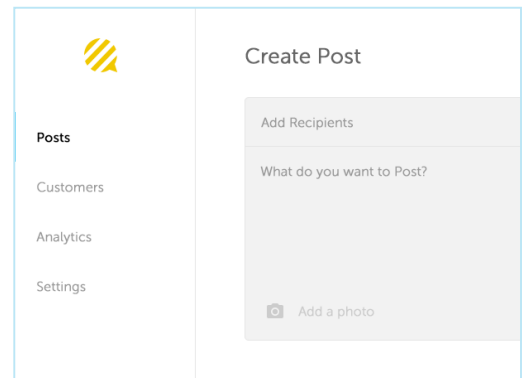 Create Post
Posts
Customers
Analytics
Settings
Add Recipients
What do you want to Post?
Add a photo